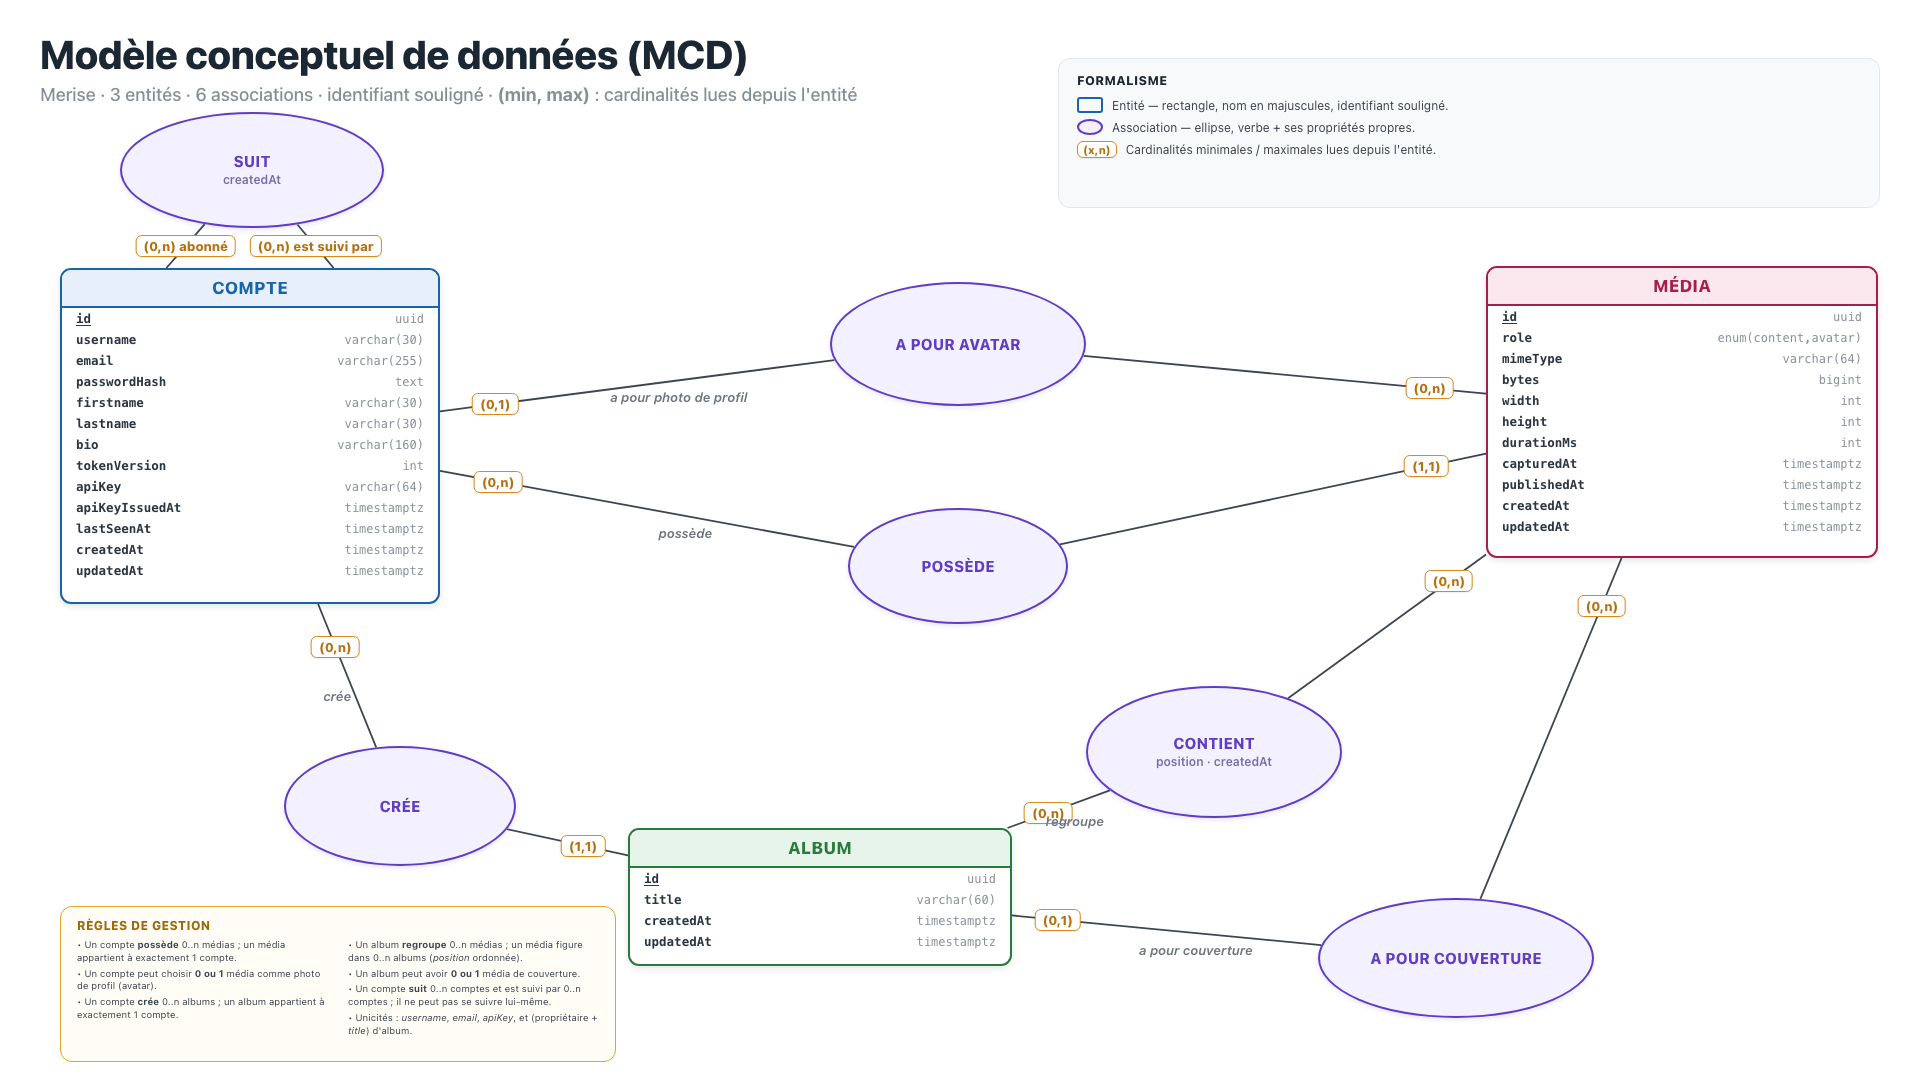 Modèle conceptuel de données (MCD)
Merise · 3 entités · 6 associations · identifiant souligné · (min, max) : cardinalités lues depuis l'entité
FORMALISME
Entité — rectangle, nom en majuscules, identifiant souligné.
Association — ellipse, verbe + ses propriétés propres.
(x,n) Cardinalités minimales / maximales lues depuis l'entité.
SUIT
createdAt
(0,n) abonné
(0,n) est suivi par
COMPTE
id uuid
username varchar(30)
email varchar(255)
passwordHash text
firstname varchar(30)
lastname varchar(30)
bio varchar(160)
tokenVersion int
apiKey varchar(64)
apiKeyIssuedAt timestamptz
lastSeenAt timestamptz
createdAt timestamptz
updatedAt timestamptz
A POUR AVATAR
(0,1)
a pour photo de profil
(0,n)
(0,n)
possède
POSSÈDE
(1,1)
MÉDIA
id uuid
role enum(content,avatar)
mimeType varchar(64)
bytes bigint
width int
height int
durationMs int
capturedAt timestamptz
publishedAt timestamptz
createdAt timestamptz
updatedAt timestamptz
(0,n)
(0,n)
(0,n)
crée
CRÉE
(1,1)
CONTIENT
position · createdAt
(0,n)
regroupe
ALBUM
id uuid
title varchar(60)
createdAt timestamptz
updatedAt timestamptz
(0,1)
a pour couverture
A POUR COUVERTURE
RÈGLES DE GESTION
· Un compte possède 0..n médias ; un média
appartient à exactement 1 compte.
· Un compte peut choisir 0 ou 1 média comme photo
de profil (avatar).
· Un compte crée 0..n albums ; un album appartient à
exactement 1 compte.
· Un album regroupe 0..n médias ; un média figure
dans 0..n albums (position ordonnée).
· Un album peut avoir 0 ou 1 média de couverture.
· Un compte suit 0..n comptes et est suivi par 0..n
comptes ; il ne peut pas se suivre lui-même.
· Unicités : username, email, apiKey, et (propriétaire +
title) d'album.